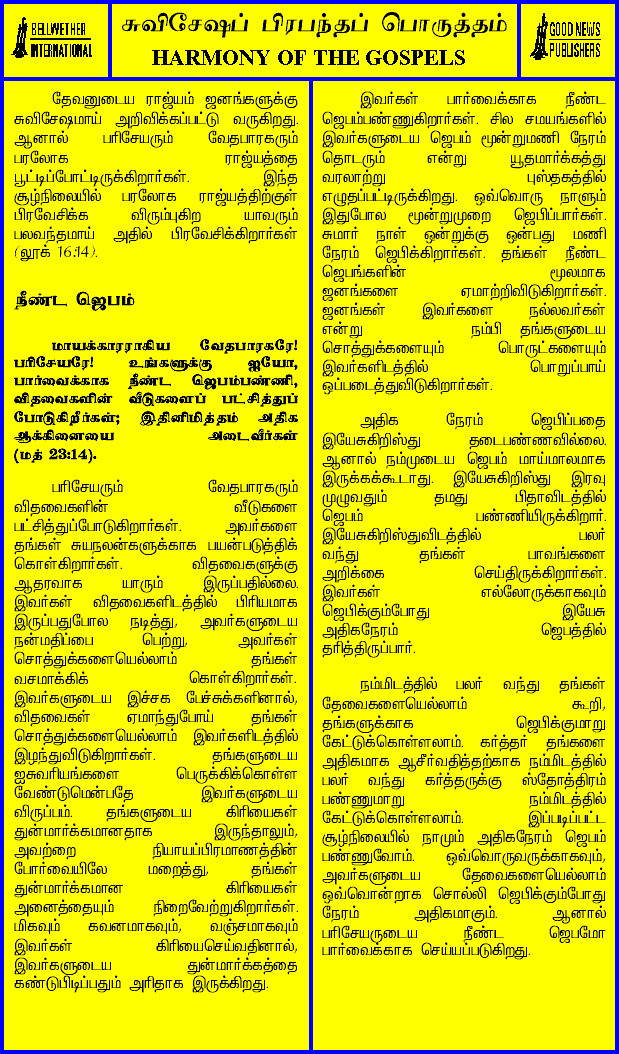 BELLWETHER
INTERNATIONAL
சுவிசேஷப் பிரபந்தப் பொருத்தம்
HARMONY OF THE GOSPELS
GOOD NEWS
PUBLISHERS
தேவனுடைய ராஜ்யம் ஜனங்களுக்கு
சுவிசேஷமாய் அறிவிக்கப்பட்டு வருகிறது.
ஆனால் பரிசேயரும் வேதபாரகரும்
பரலோக ராஜ்யத்தை
பூட்டிப்போட்டிருக்கிறார்கள். இந்த
சூழ்நிலையில் பரலோக ராஜ்யத்திற்குள்
பிரவேசிக்க விரும்புகிற யாவரும்
பலவந்தமாய் அதில் பிரவேசிக்கிறார்கள்
(லூக் 16:14).
நீண்ட ஜெபம்
மாயக்காரராகிய வேதபாரகரே!
பரிசேயரே! உங்களுக்கு ஐயோ,
பார்வைக்காக நீண்ட ஜெபம்பண்ணி,
விதவைகளின் வீடுகளைப் பட்சித்துப்
போடுகிறீர்கள்; இதினிமித்தம் அதிக
ஆக்கினையை அடைவீர்கள்
(மத் 23:14).
பரிசேயரும் வேதபாரகரும்
விதவைகளின் வீடுகளை
பட்சித்துப்போடுகிறார்கள். அவர்களை
தங்கள் சுயநலன்களுக்காக பயன்படுத்திக்
கொள்கிறார்கள். விதவைகளுக்கு
ஆதரவாக யாரும் இருப்பதில்லை.
இவர்கள் விதவைகளிடத்தில் பிரியமாக
இருப்பதுபோல நடித்து, அவர்களுடைய
நன்மதிப்பை பெற்று, அவர்கள்
சொத்துக்களையெல்லாம் தங்கள்
வசமாக்கிக் கொள்கிறார்கள்.
இவர்களுடைய இச்சக பேச்சுக்களினால்,
விதவைகள் ஏமாந்துபோய் தங்கள்
சொத்துக்களையெல்லாம் இவர்களிடத்தில்
இழந்துவிடுகிறார்கள். தங்களுடைய
ஐசுவரியங்களை பெருக்கிக்கொள்ள
வேண்டுமென்பதே இவர்களுடைய
விருப்பம். தங்களுடைய கிரியைகள்
துன்மார்க்கமானதாக இருந்தாலும்,
அவற்றை நியாயப்பிரமாணத்தின்
போர்வையிலே மறைத்து, தங்கள்
துன்மார்க்கமான கிரியைகள்
அனைத்தையும் நிறைவேற்றுகிறார்கள்.
மிகவும் கவனமாகவும், வஞ்சமாகவும்
இவர்கள் கிரியைசெய்வதினால்,
இவர்களுடைய துன்மார்க்கத்தை
கண்டுபிடிப்பதும் அரிதாக இருக்கிறது.
இவர்கள் பார்வைக்காக நீண்ட
ஜெபம்பண்ணுகிறார்கள். சில சமயங்களில்
இவர்களுடைய ஜெபம் மூன்றுமணி நேரம்
தொடரும் என்று யூதமார்க்கத்து
வரலாற்று புஸ்தகத்தில்
எழுதப்பட்டிருக்கிறது. ஒவ்வொரு நாளும்
இதுபோல மூன்றுமுறை ஜெபிப்பார்கள்.
சுமார் நாள் ஒன்றுக்கு ஒன்பது மணி
நேரம் ஜெபிக்கிறார்கள். தங்கள் நீண்ட
ஜெபங்களின் மூலமாக
ஜனங்களை ஏமாற்றிவிடுகிறார்கள்.
ஜனங்கள் இவர்களை நல்லவர்கள்
என்று நம்பி தங்களுடைய
சொத்துக்களையும் பொருட்களையும்
இவர்களிடத்தில் பொறுப்பாய்
ஒப்படைத்துவிடுகிறார்கள்.
அதிக நேரம் ஜெபிப்பதை
இயேசுகிறிஸ்து தடைபண்ணவில்லை.
ஆனால் நம்முடைய ஜெபம் மாய்மாலமாக
இருக்கக்கூடாது. இயேசுகிறிஸ்து இரவு
முழுவதும் தமது பிதாவிடத்தில்
ஜெபம் பண்ணியிருக்கிறார்.
இயேசுகிறிஸ்துவிடத்தில் பலர்
வந்து தங்கள் பாவங்களை
அறிக்கை செய்திருக்கிறார்கள்.
இவர்கள் எல்லோருக்காகவும்
ஜெபிக்கும்போது இயேசு
அதிகநேரம் ஜெபத்தில்
தரித்திருப்பார்.
நம்மிடத்தில் பலர் வந்து தங்கள்
தேவைகளையெல்லாம் கூறி,
தங்களுக்காக ஜெபிக்குமாறு
கேட்டுக்கொள்ளலாம். கர்த்தர் தங்களை
அதிகமாக ஆசீர்வதித்ததற்காக நம்மிடத்தில்
பலர் வந்து கர்த்தருக்கு ஸ்தோத்திரம்
பண்ணுமாறு நம்மிடத்தில்
கேட்டுக்கொள்ளலாம். இப்படிப்பட்ட
சூழ்நிலையில் நாமும் அதிகநேரம் ஜெபம்
பண்ணுவோம். ஒவ்வொருவருக்காகவும்,
அவர்களுடைய தேவைகளையெல்லாம்
ஒவ்வொன்றாக சொல்லி ஜெபிக்கும்போது
நேரம் அதிகமாகும். ஆனால்
பரிசேயருடைய நீண்ட ஜெபமோ
பார்வைக்காக செய்யப்படுகிறது.